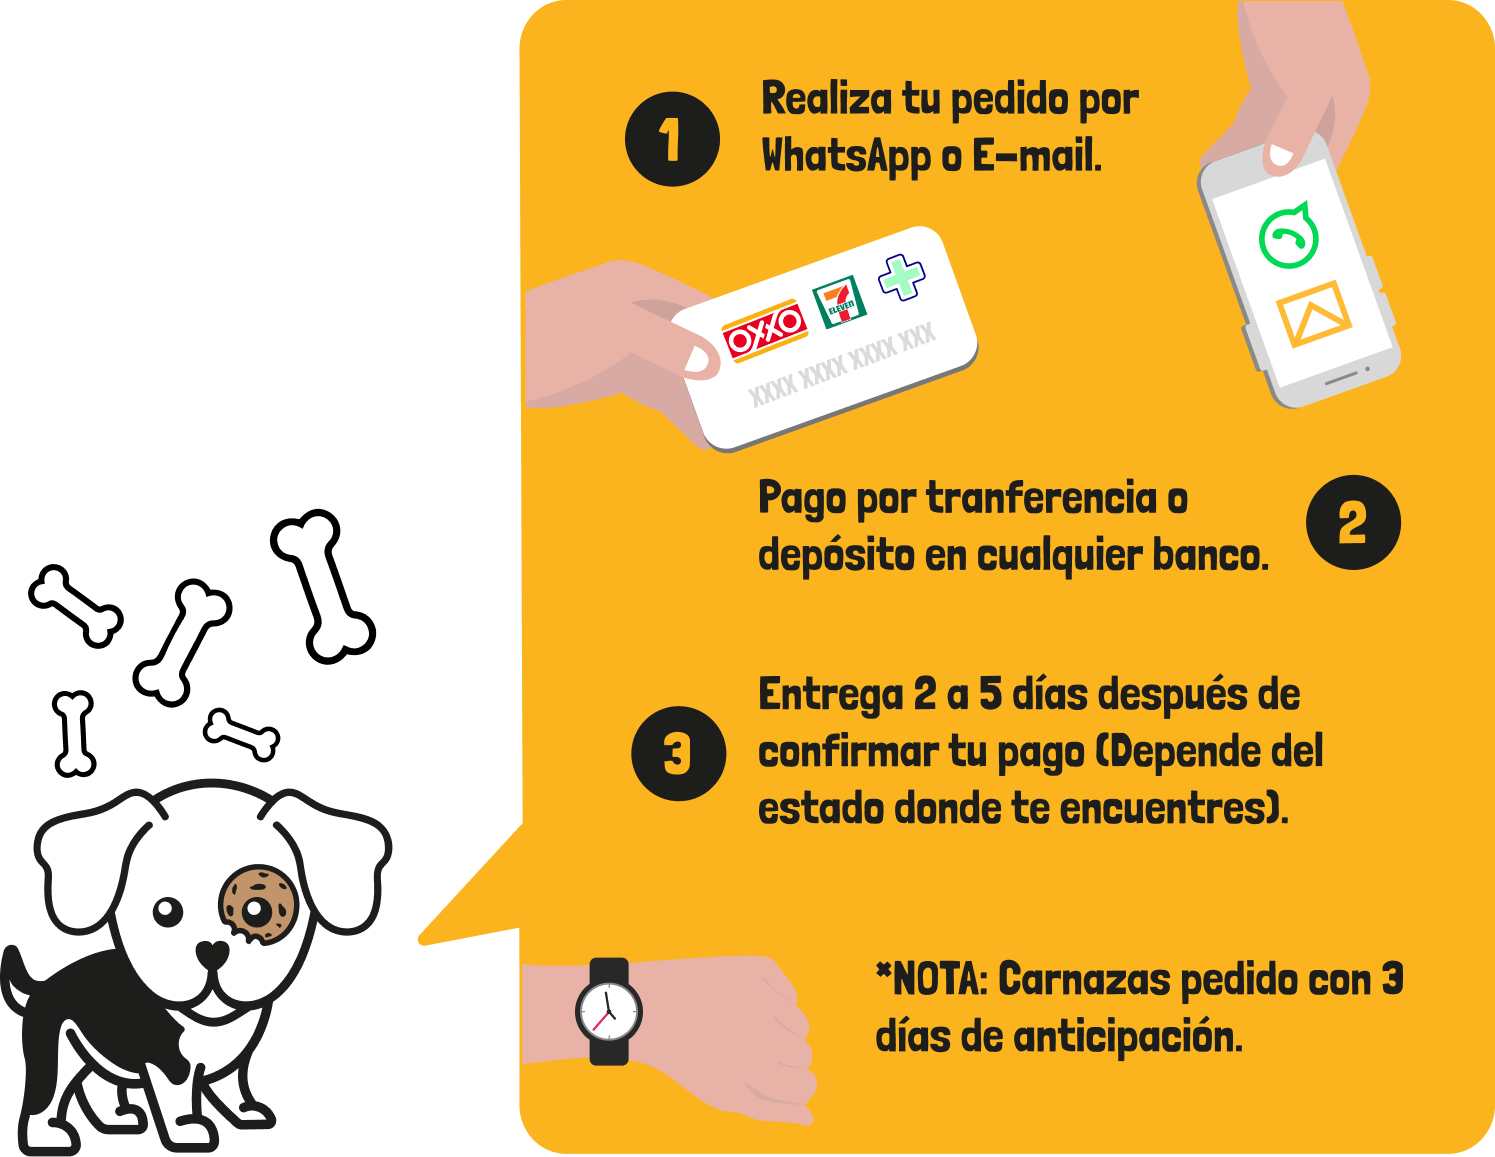 1
Realiza tu pedido por
WhatsApp o E-mail.
OXXO
7
ELEVEN
XXXX XXXX XXXX XXX
Pago por tranferencia o
depósito en cualquier banco.
2
3
Entrega 2 a 5 días después de
confirmar tu pago (Depende del
estado donde te encuentres).
*NOTA: Carnazas pedido con 3
días de anticipación.